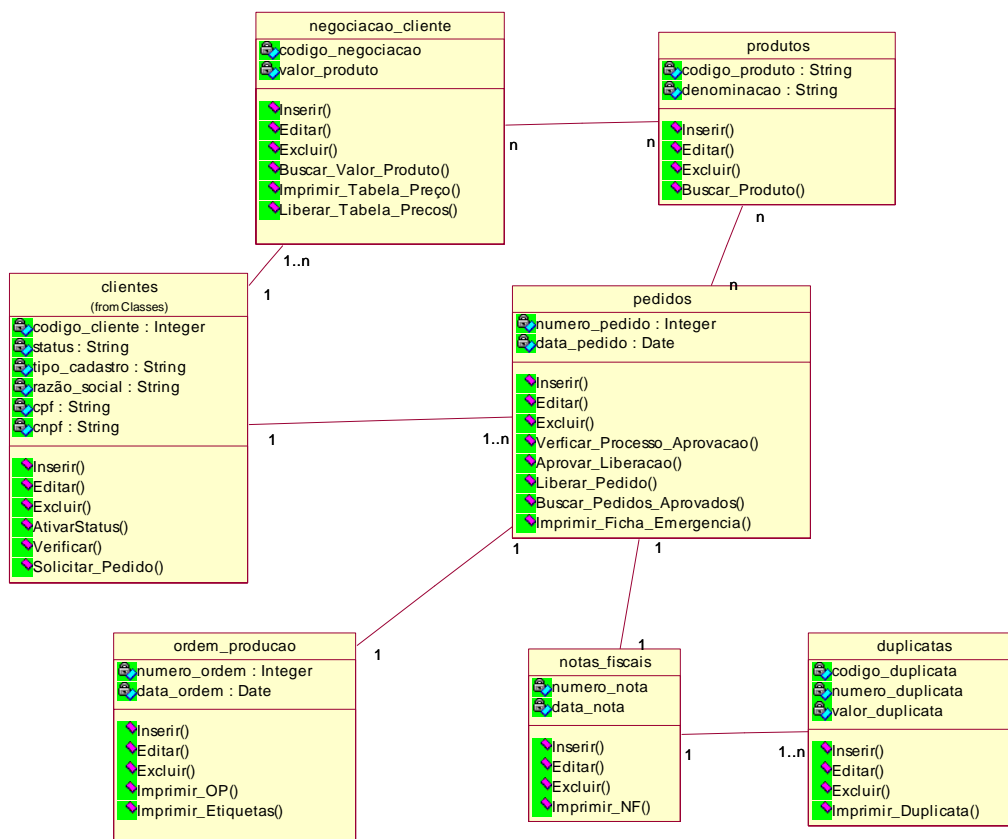 negociacao_cliente
codigo_negociacao
valor_produto
Inserir()
Editar()
Excluir()
Buscar_Valor_Produto()
Imprimir_Tabela_Preço()
Liberar_Tabela_Precos()
produtos
codigo_produto : String
denominacao : String
Inserir()
Editar()
Excluir()
Buscar_Produto()
n
n
n
n
1..n
1
clientes
(from Classes)
codigo_cliente : Integer
status : String
tipo_cadastro : String
razão_social : String
cpf : String
cnpf : String
Inserir()
Editar()
Excluir()
AtivarStatus()
Verificar()
Solicitar_Pedido()
1
1..n
pedidos
numero_pedido : Integer
data_pedido : Date
Inserir()
Editar()
Excluir()
Verficar_Processo_Aprovacao()
Aprovar_Liberacao()
Liberar_Pedido()
Buscar_Pedidos_Aprovados()
Imprimir_Ficha_Emergencia()
1
1
1
1
ordem_producao
numero_ordem : Integer
data_ordem : Date
Inserir()
Editar()
Excluir()
Imprimir_OP()
Imprimir_Etiquetas()
notas_fiscais
numero_nota
data_nota
Inserir()
Editar()
Excluir()
Imprimir_NF()
1
1..n
duplicatas
codigo_duplicata
numero_duplicata
valor_duplicata
Inserir()
Editar()
Excluir()
Imprimir_Duplicata()